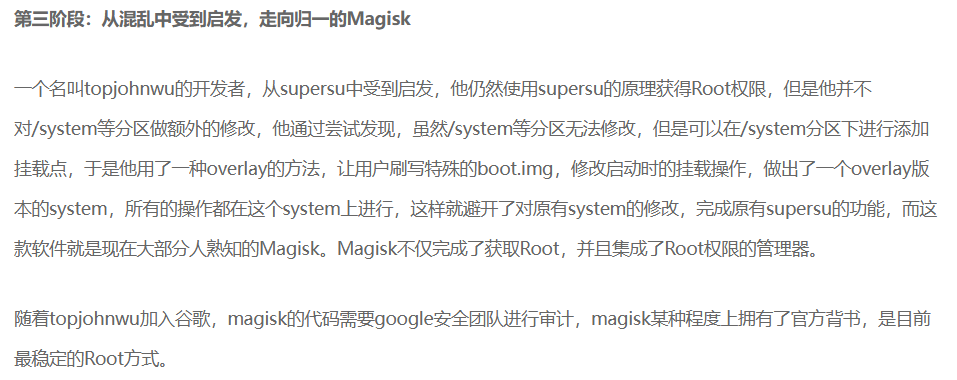 第三阶段：从混乱中受到启发，走向归一的Magisk
一个名叫topjohnwu的开发者，从supersu中受到启发，他仍然使用supersu的原理获得Root权限，但是他并不
对/system等分区做额外的修改，他通过尝试发现，虽然/system等分区无法修改，但是可以在/system分区下进行添加
挂载点，于是他用了一种overlay的方法，让用户刷写特殊的boot.img，修改启动时的挂载操作，做出了一个overlay版
本的system，所有的操作都在这个system上进行，这样就避开了对原有system的修改，完成原有supersu的功能，而这
款软件就是现在大部分人熟知的Magisk。Magisk不仅完成了获取Root，并且集成了Root权限的管理器。
随着topjohnwu加入谷歌，magisk的代码需要google安全团队进行审计，magisk某种程度上拥有了官方背书，是目前
最稳定的Root方式。